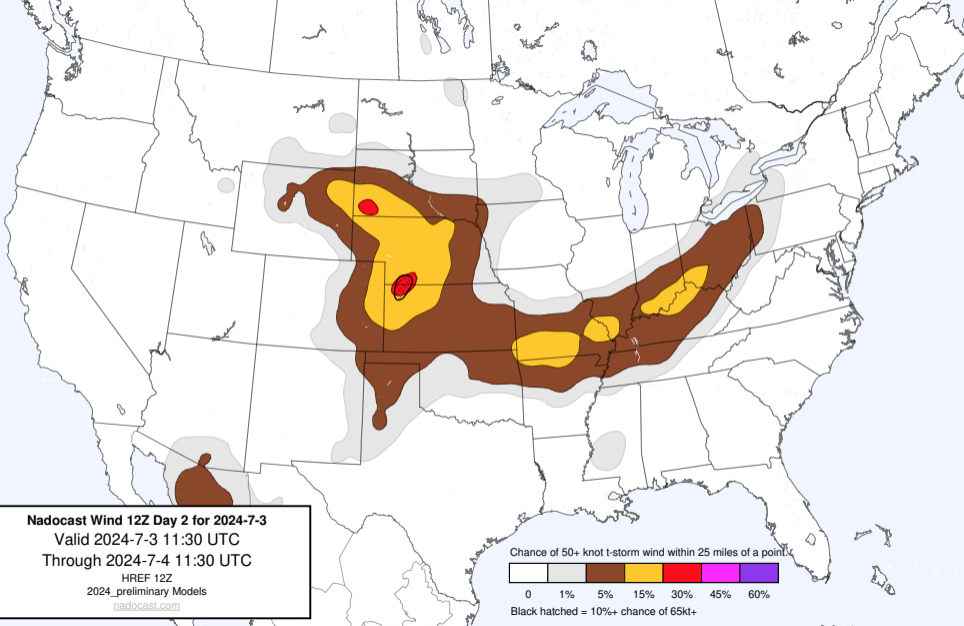 Nadocast Wind 12Z Day 2 for 2024-7-3
Valid 2024-7-3 11:30 UTC
Through 2024-7-4 11:30 UTC
HREF 12Z
2024_preliminary Models
nadocast.com
Chance of 50+ knot t-storm wind within 25 miles of a point.
0 1% 5% 15% 30% 45% 60%
Black hatched = 10%+ chance of 65kt+